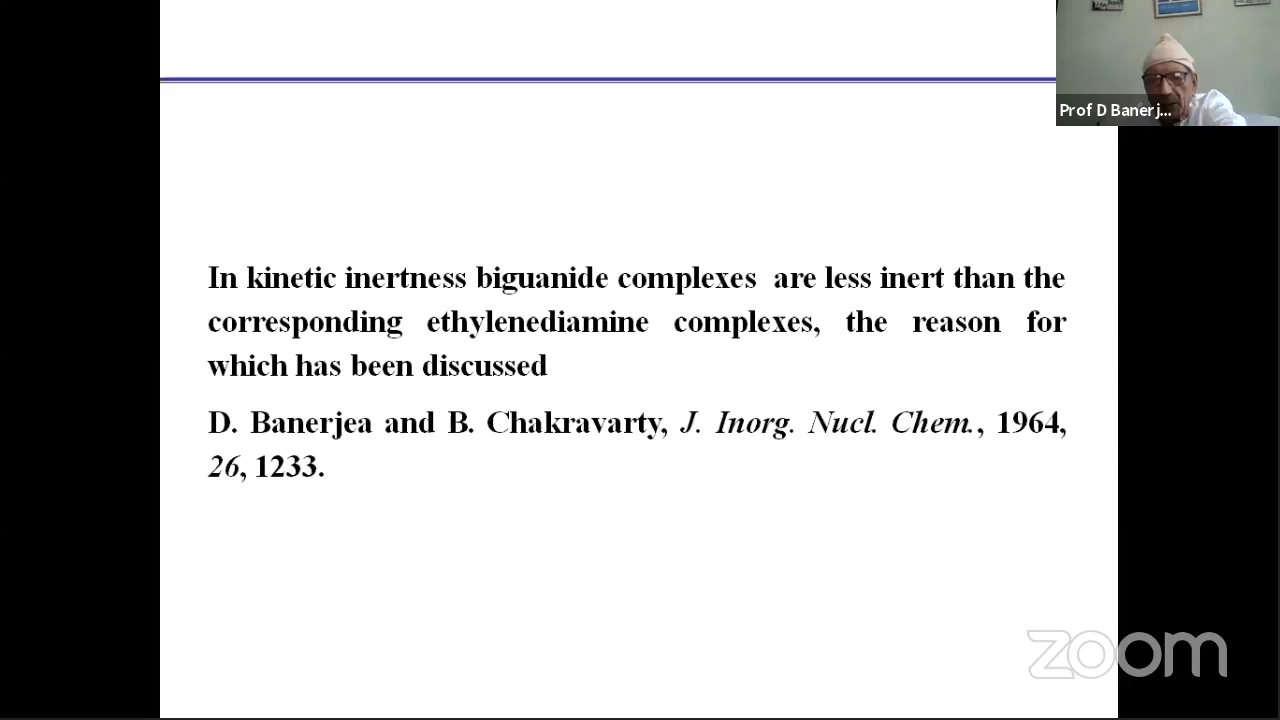 Prof D Banerj...
In kinetic inertness biguanide complexes are less inert than the
corresponding ethylenediamine complexes, the reason for
which has been discussed
D. Banerjea and B. Chakravarty, J. Inorg. Nucl. Chem., 1964,
26, 1233.
zoom